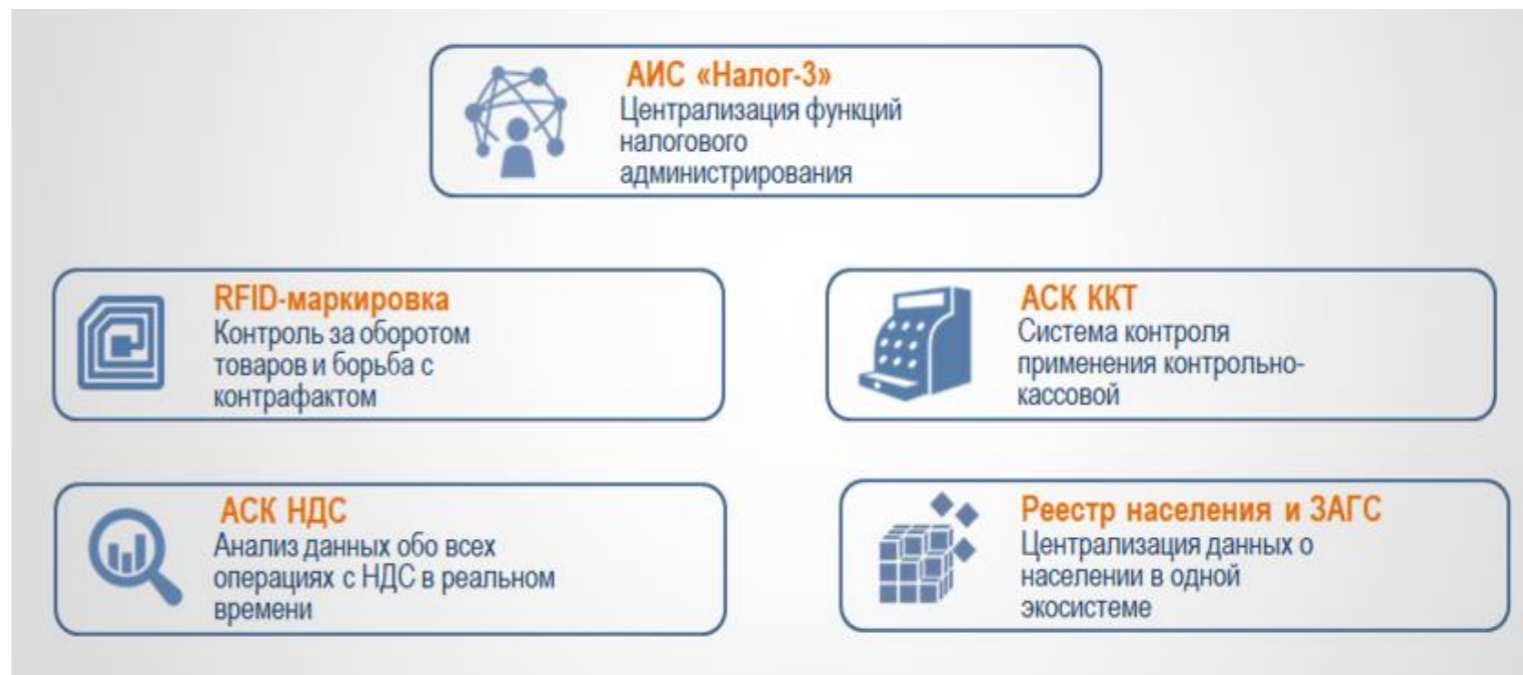 АИС «Налог-3»
Централизация функций
налогового
администрирования
RFID-маркировка
Контроль за оборотом
товаров и борьба с
контрафактом
АСК ККТ
Система контроля
применения контрольно-
кассовой
АСК НДС
Анализ данных обо всех
операциях с НДС в реальном
времени
Реестр населения и ЗАГС
Централизация данных о
населении в одной
экосистеме